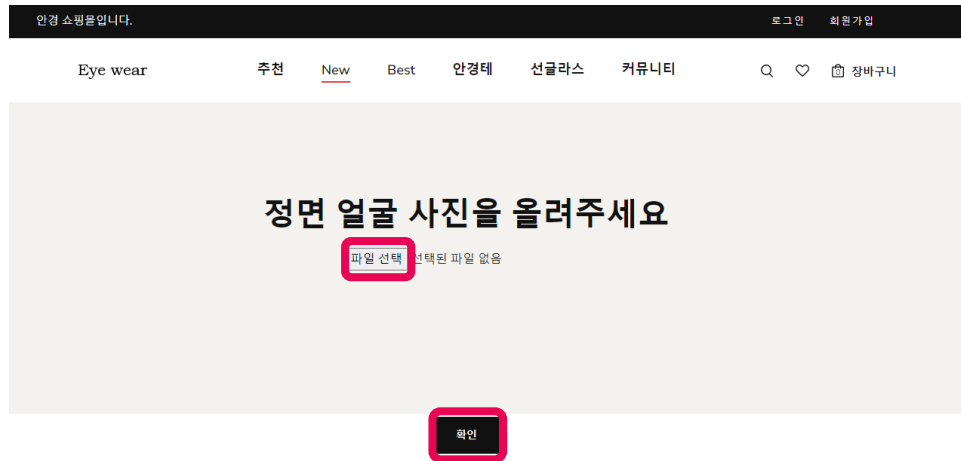 안경 쇼핑몰입니다. 로그인 회원가입
Eye wear 추천 New Best 안경테 선글라스 커뮤니티 0 장바구니
정면 얼굴 사진을 올려주세요
파일 선택 선택된 파일 없음
확인